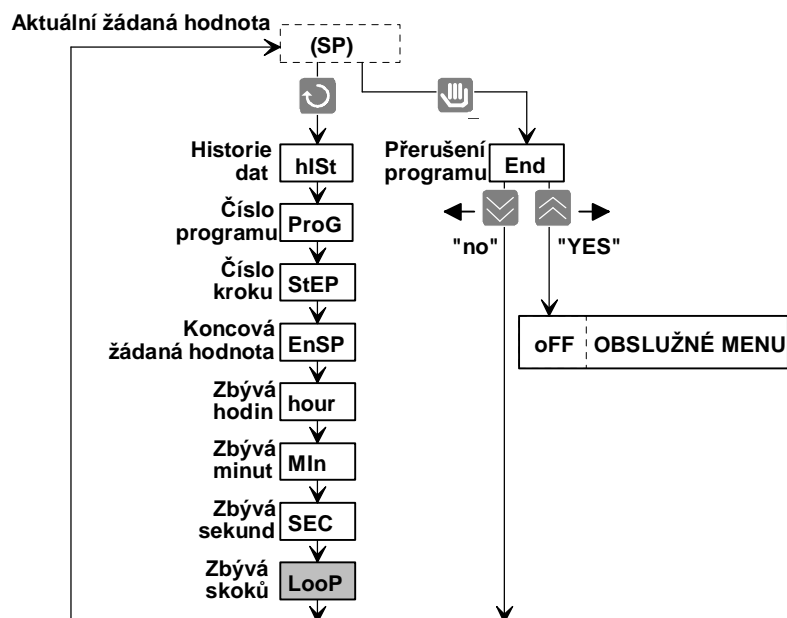 Aktuální žádaná hodnota
(SP)
Historie
dat
hISt
Přerušení
programu
End
Číslo
programu
ProG
"no"
"YES"
Číslo
kroku
StEP
Koncová
žádaná hodnota
EnSP
oFF
OBSLUŽNÉ MENU
Zbývá
hodin
hour
Zbývá
minut
MIn
Zbývá
sekund
SEC
Zbývá
skoků
LooP